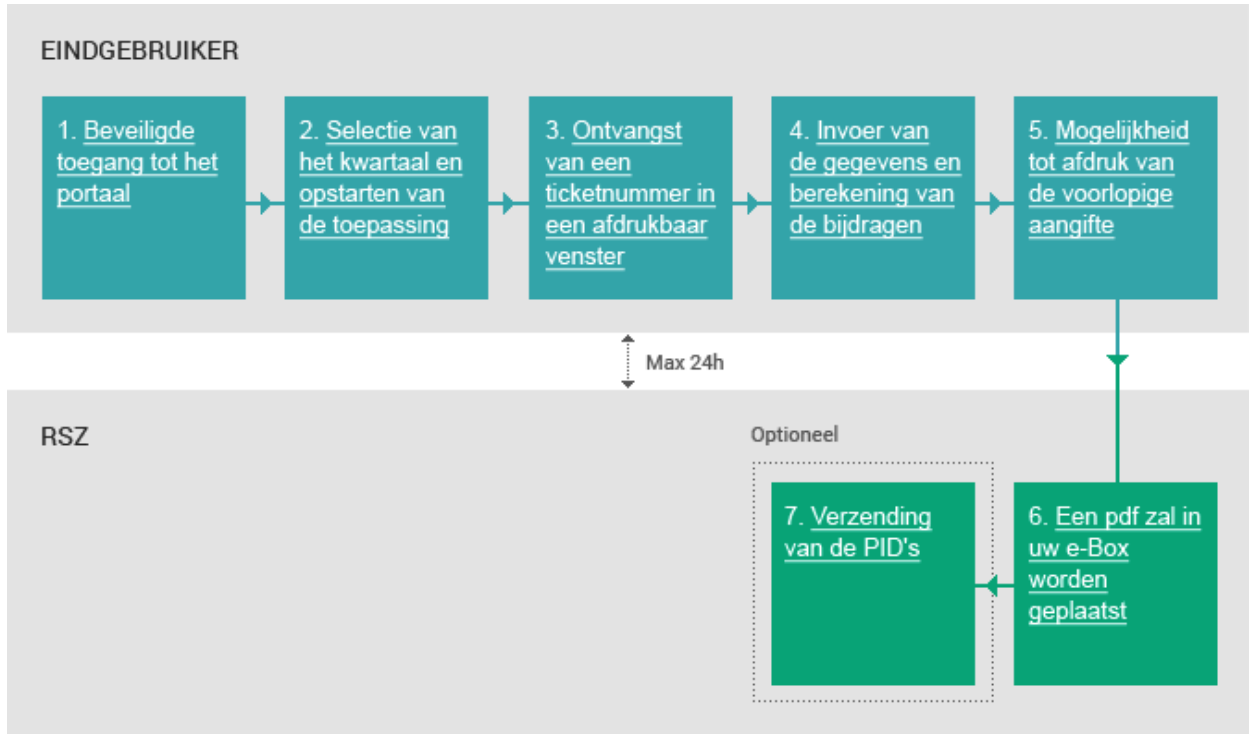 EINDGEBRUIKER
1. Beveiligde
toegang tot het
portaal
2. Selectie van
het kwartaal en
opstarten van
de toepassing
3. Ontvangst
van een
ticketnummer in
een afdrukbaar
venster
4. Invoer van
de gegevens en
berekening van
de bijdragen
5. Mogelijkheid
tot afdruk van
de voorlopige
aangifte
Max 24h
RSZ
Optioneel
7. Verzending
van de PID's
6. Een pdf zal in
uw e-Box
worden
geplaatst